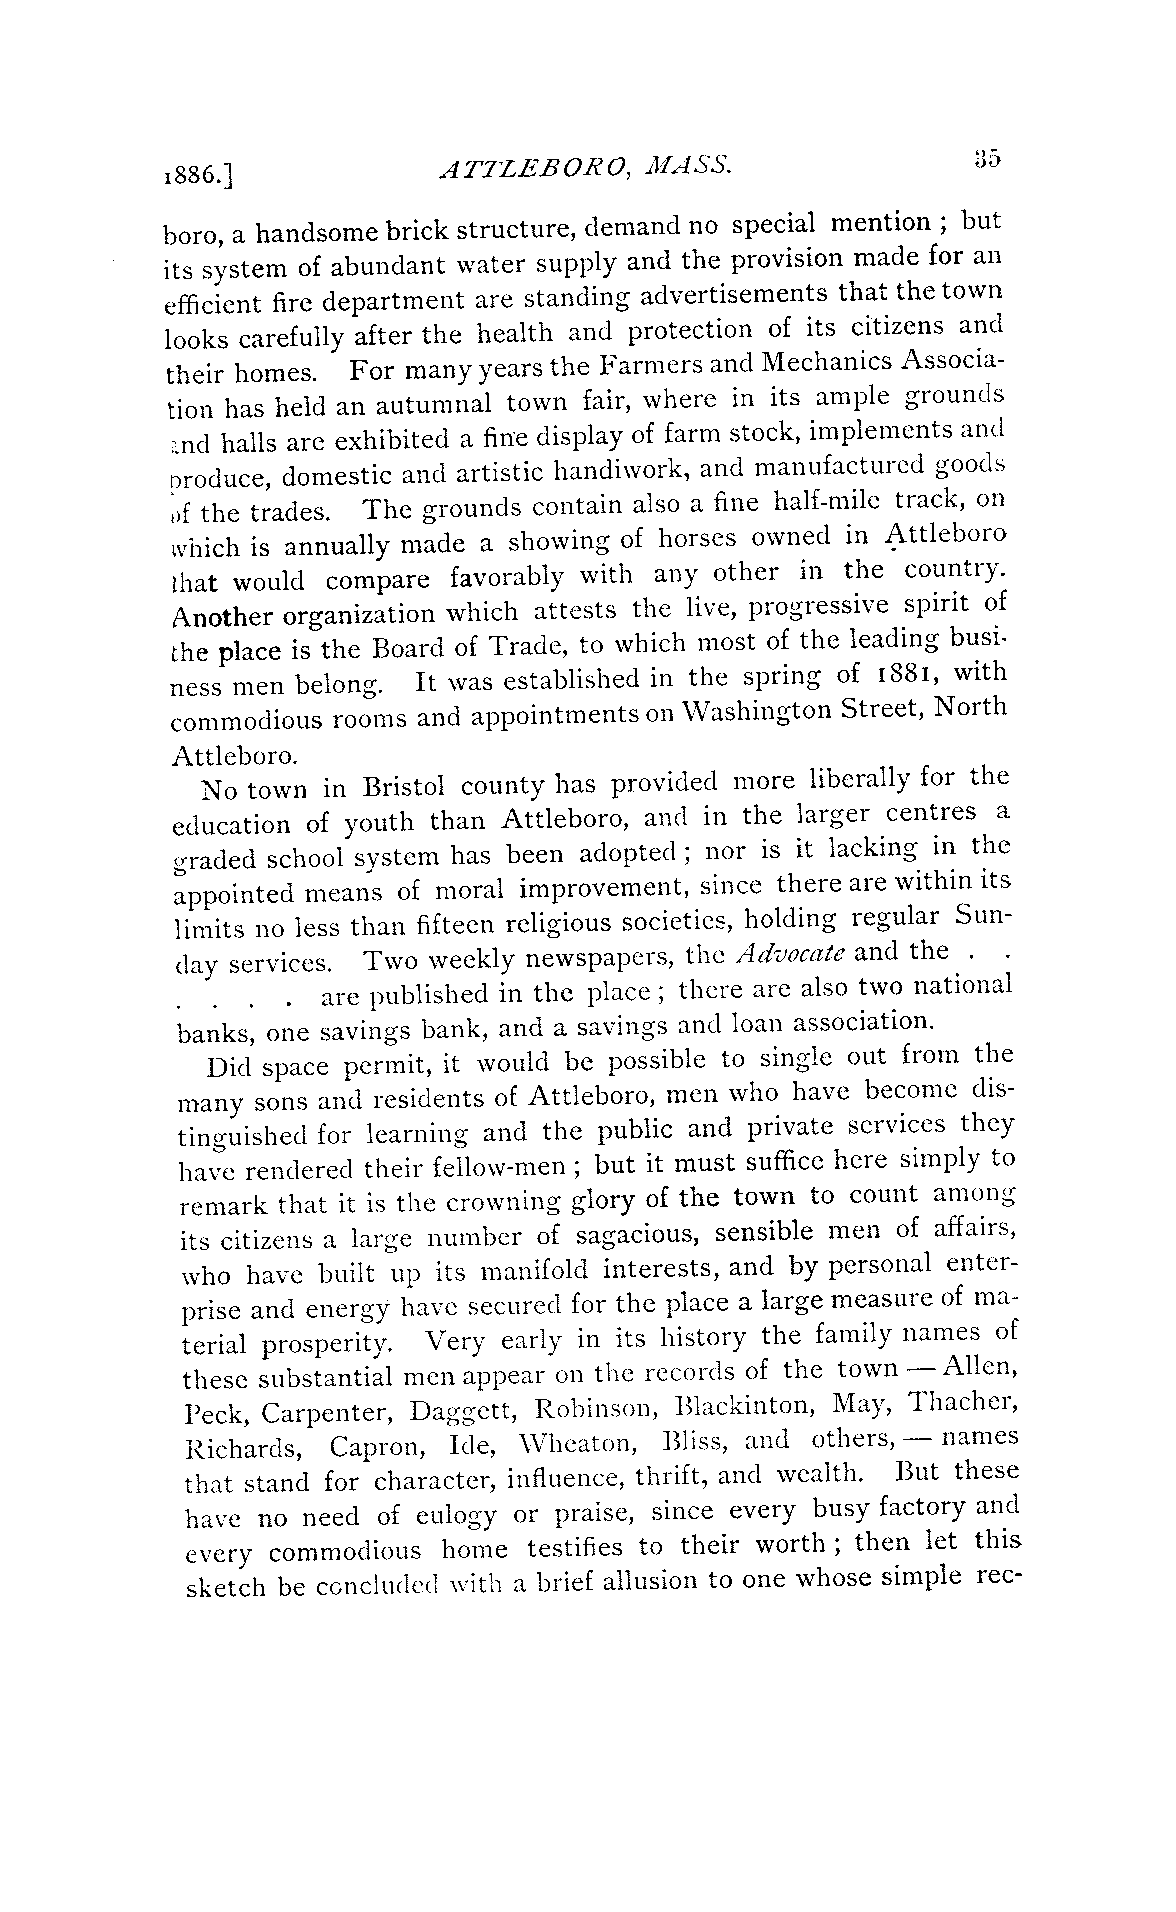 1886.] ATTLEBORO, MASS. 35
boro, a handsome brick structure, demand no special mention ; but
its system of abundant water supply and the provision made for an
efficient fire department are standing advertisements that the town
looks carefully after the health and protection of its citizens and
their homes. For many years the Farmers and Mechanics Associa-
tion has held an autumnal town fair, where in its ample grounds
and halls are exhibited a fine display of farm stock, implements and
produce, domestic and artistic handiwork, and manufactured goods
of the trades. The grounds contain also a fine half-mile track, on
which is annually made a showing of horses owned in Attleboro
that would compare favorably with any other in the country.
Another organization which attests the live, progressive spirit of
the place is the Board of Trade, to which most of the leading busi-
ness men belong. It was established in the spring of 1881, with
commodious rooms and appointments on Washington Street, North
Attleboro.
No town in Bristol county has provided more liberally for the
education of youth than Attleboro, and in the larger centres a
graded school system has been adopted ; nor is it lacking in the
appointed means of moral improvement, since there are within its
limits no less than fifteen religious societies, holding regular Sun-
day services. Two weekly newspapers, the Advocate and the . .
. . . . are published in the place ; there are also two national
banks, one savings bank, and a savings and loan association.
Did space permit, it would be possible to single out from the
many sons and residents of Attleboro, men who have become dis-
tinguished for learning and the public and private services they
have rendered their fellow-men ; but it must suffice here simply to
remark that it is the crowning glory of the town to count among
its citizens a large number of sagacious, sensible men of affairs,
who have built up its manifold interests, and by personal enter-
prise and energy have secured for the place a large measure of ma-
terial prosperity. Very early in its history the family names of
these substantial men appear on the records of the town — Allen,
Peck, Carpenter, Daggett, Robinson, Blackinton, May, Thacher,
Richards, Capron, Ide, Wheaton, Bliss, and others, — names
that stand for character, influence, thrift, and wealth. But these
have no need of eulogy or praise, since every busy factory and
every commodious home testifies to their worth ; then let this
sketch be concluded with a brief allusion to one whose simple rec-